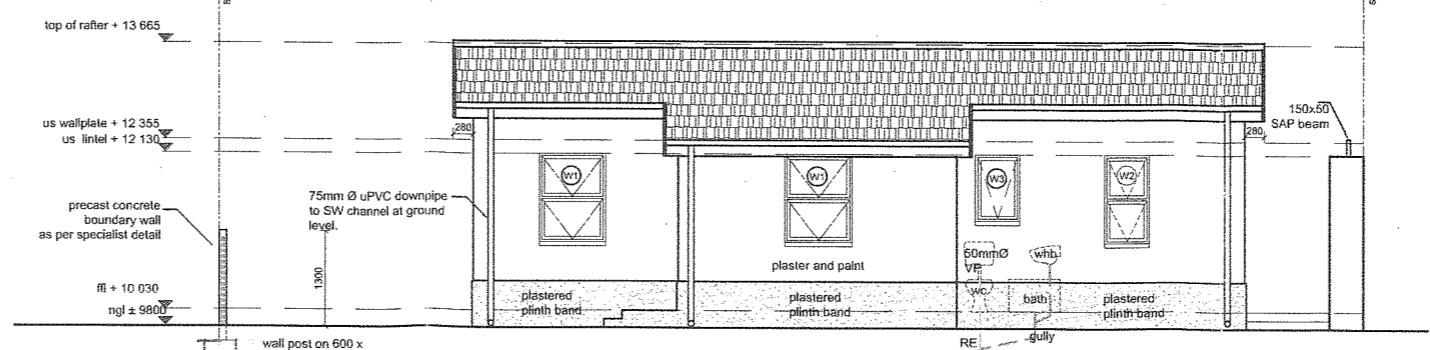 top of rafter + 13 665
us wallplate + 12 355
us lintel + 12 130
precast concrete
boundary wall
as per specialist detail
ffl + 10 030
ngl ± 9800
wall post on 600 x
1300
75mm Ø uPVC downpipe
to SW channel at ground
level.
280
W1
W1
W3
W2
280
150x50
SAP beam
plaster and paint
50mmØ
VP
whb
wc
bath
plastered
plinth band
plastered
plinth band
plastered
plinth band
RE
gully